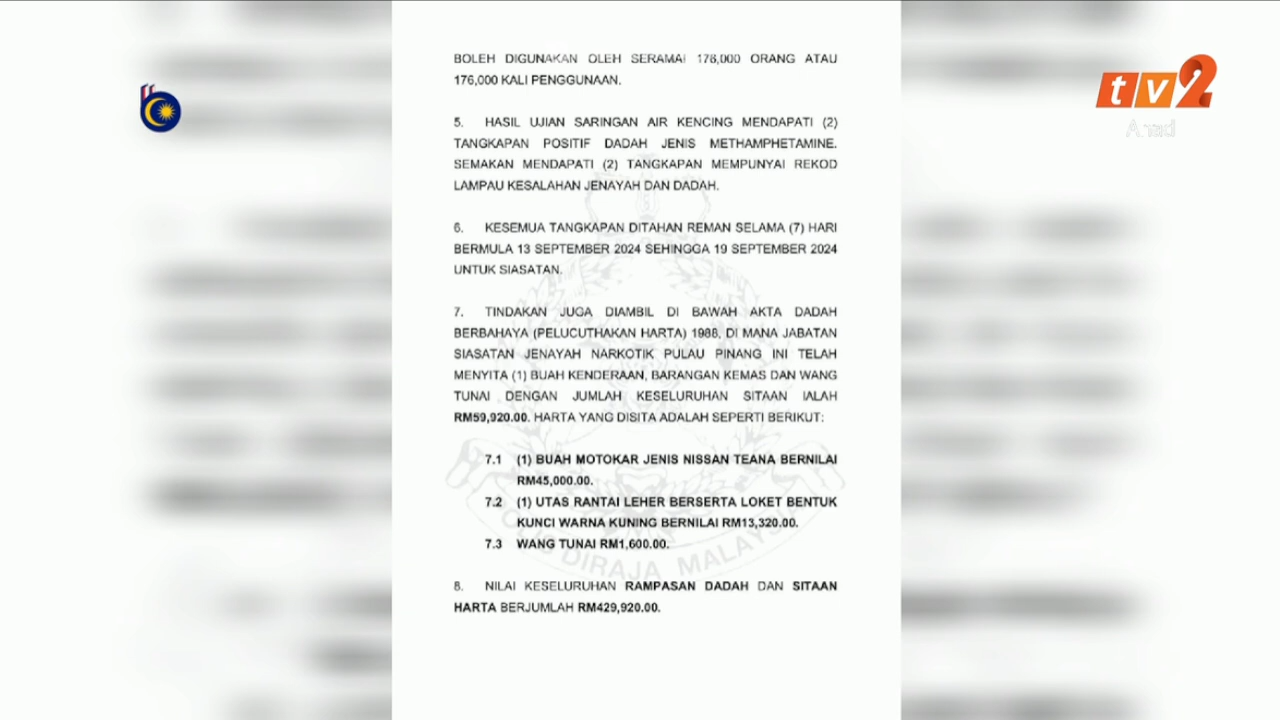 BOLEH DIGUNAKAN OLEH SERAMAI 176,000 ORANG ATAU
176,000 KALI PENGGUNAAN.
5. HASIL UJIAN SARINGAN AIR KENCING MENDAPATI (2)
TANGKAPAN POSITIF DADAH JENIS METHAMPHETAMINE.
SEMAKAN MENDAPATI (2) TANGKAPAN MEMPUNYAI REKOD
LAMPAU KESALAHAN JENAYAH DAN DADAH.
6. KESEMUA TANGKAPAN DITAHAN REMAN SELAMA (7) HARI
BERMULA 13 SEPTEMBER 2024 SEHINGGA 19 SEPTEMBER 2024
UNTUK SIASATAN.
7. TINDAKAN JUGA DIAMBIL DI BAWAH AKTA DADAH
BERBAHAYA (PELUCUTHAKAN HARTA) 1988, DI MANA JABATAN
SIASATAN JENAYAH NARKOTIK PULAU PINANG INI TELAH
MENYITA (1) BUAH KENDERAAN, BARANGAN KEMAS DAN WANG
TUNAI DENGAN JUMLAH KESELURUHAN SITAAN IALAH
RM59,920.00. HARTA YANG DISITA ADALAH SEPERTI BERIKUT:
7.1 (1) BUAH MOTOKAR JENIS NISSAN TEANA BERNILAI
RM45,000.00.
7.2 (1) UTAS RANTAI LEHER BERSERTA LOKET BENTUK
KUNCI WARNA KUNING BERNILAI RM13,320.00.
7.3 WANG TUNAI RM1,600.00.
8. NILAI KESELURUHAN RAMPASAN DADAH DAN SITAAN
HARTA BERJUMLAH RM429,920.00.
POLIS DIRAJA MALAYSIA
tv2